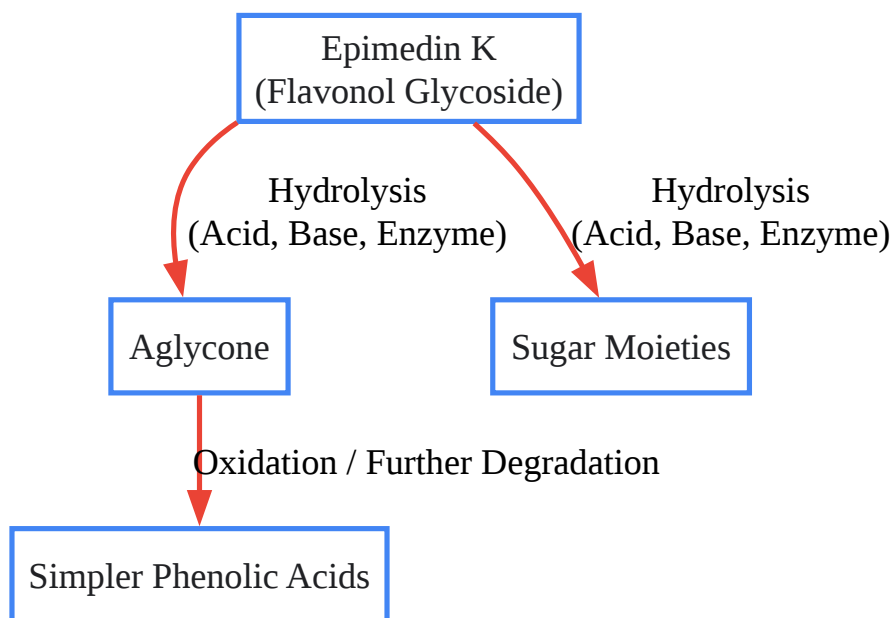 Epimedin K
(Flavonol Glycoside)
Hydrolysis
(Acid, Base, Enzyme)
Hydrolysis
(Acid, Base, Enzyme)
Aglycone
Sugar Moieties
Oxidation / Further Degradation
Simpler Phenolic Acids